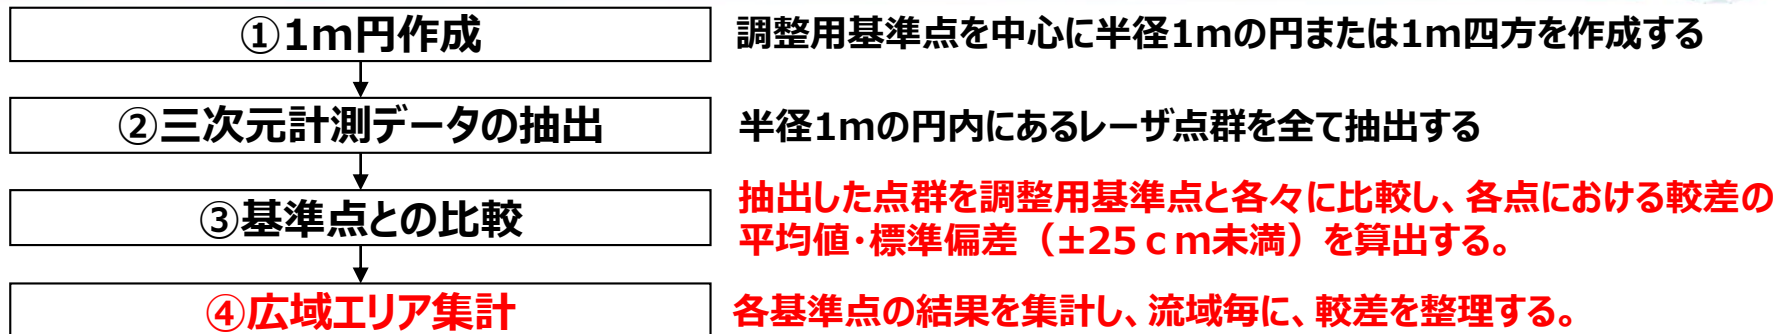 ①1m円作成
調整用基準点を中心に半径1mの円または1m四方を作成する
②三次元計測データの抽出
半径1mの円内にあるレーザ点群を全て抽出する
③基準点との比較
抽出した点群を調整用基準点と各々に比較し、各点における較差の
平均値・標準偏差（±25ｃm未満）を算出する。
④広域エリア集計
各基準点の結果を集計し、流域毎に、較差を整理する。